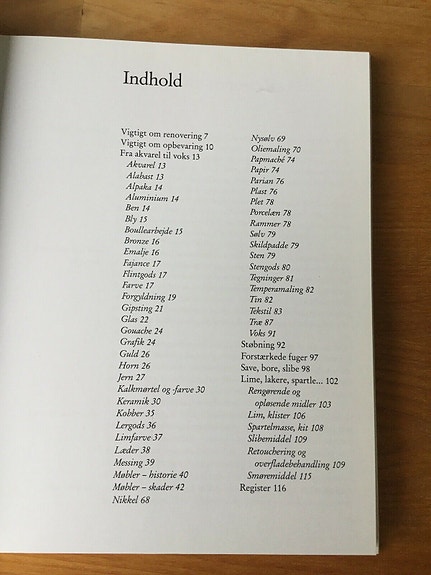 Indhold
Vigtigt om renovering 7
Vigtigt om opbevaring 10
Fra akvarel til voks 13
Akvarel 13
Alabast 13
Alpaka 14
Aluminium 14
Ben 14
Bly 15
Boullearbejde 15
Bronze 16
Emalje 16
Fajance 17
Flintgods 17
Farve 17
Forgyldning 19
Gipsting 21
Glas 22
Gouache 24
Grafik 24
Guld 26
Horn 26
Jern 27
Kalkmørtel og -farve 30
Keramik 30
Kobber 35
Lergods 36
Limfarve 37
Læder 38
Messing 39
Møbler – historie 40
Møbler – skader 42
Nikkel 68
Nysølv 69
Oliemaling 70
Papmaché 74
Papir 74
Parian 76
Plast 76
Plet 78
Porcelæn 78
Rammer 78
Sølv 79
Skildpadde 79
Sten 79
Stengods 80
Tegninger 81
Temperamaling 82
Tin 82
Tekstil 83
Træ 87
Voks 91
Støbning 92
Forstærkede fuger 97
Save, bore, slibe 98
Lime, lakere, spartle... 102
Rengørende og
opløsende midler 103
Lim, klister 106
Spartelmasse, kit 108
Slibemiddel 109
Retouchering og
overfladebehandling 109
Smøremiddel 115
Register 116